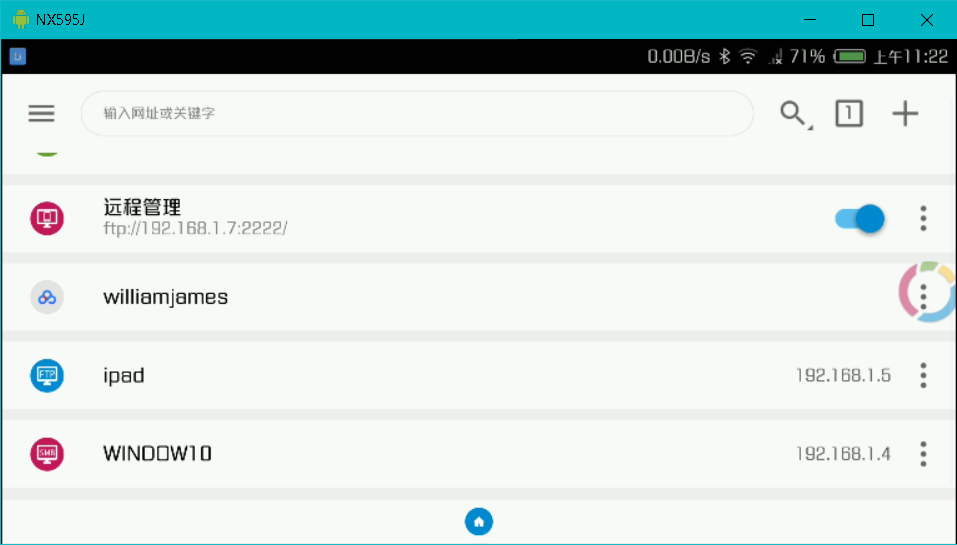 NX595J
0.00B/s 71% 上午11:22
输入网址或关键字
1
远程管理
ftp://192.168.1.7:2222/
williamjames
FTP
ipad
192.168.1.5
SMB
WINDOW10
192.168.1.4